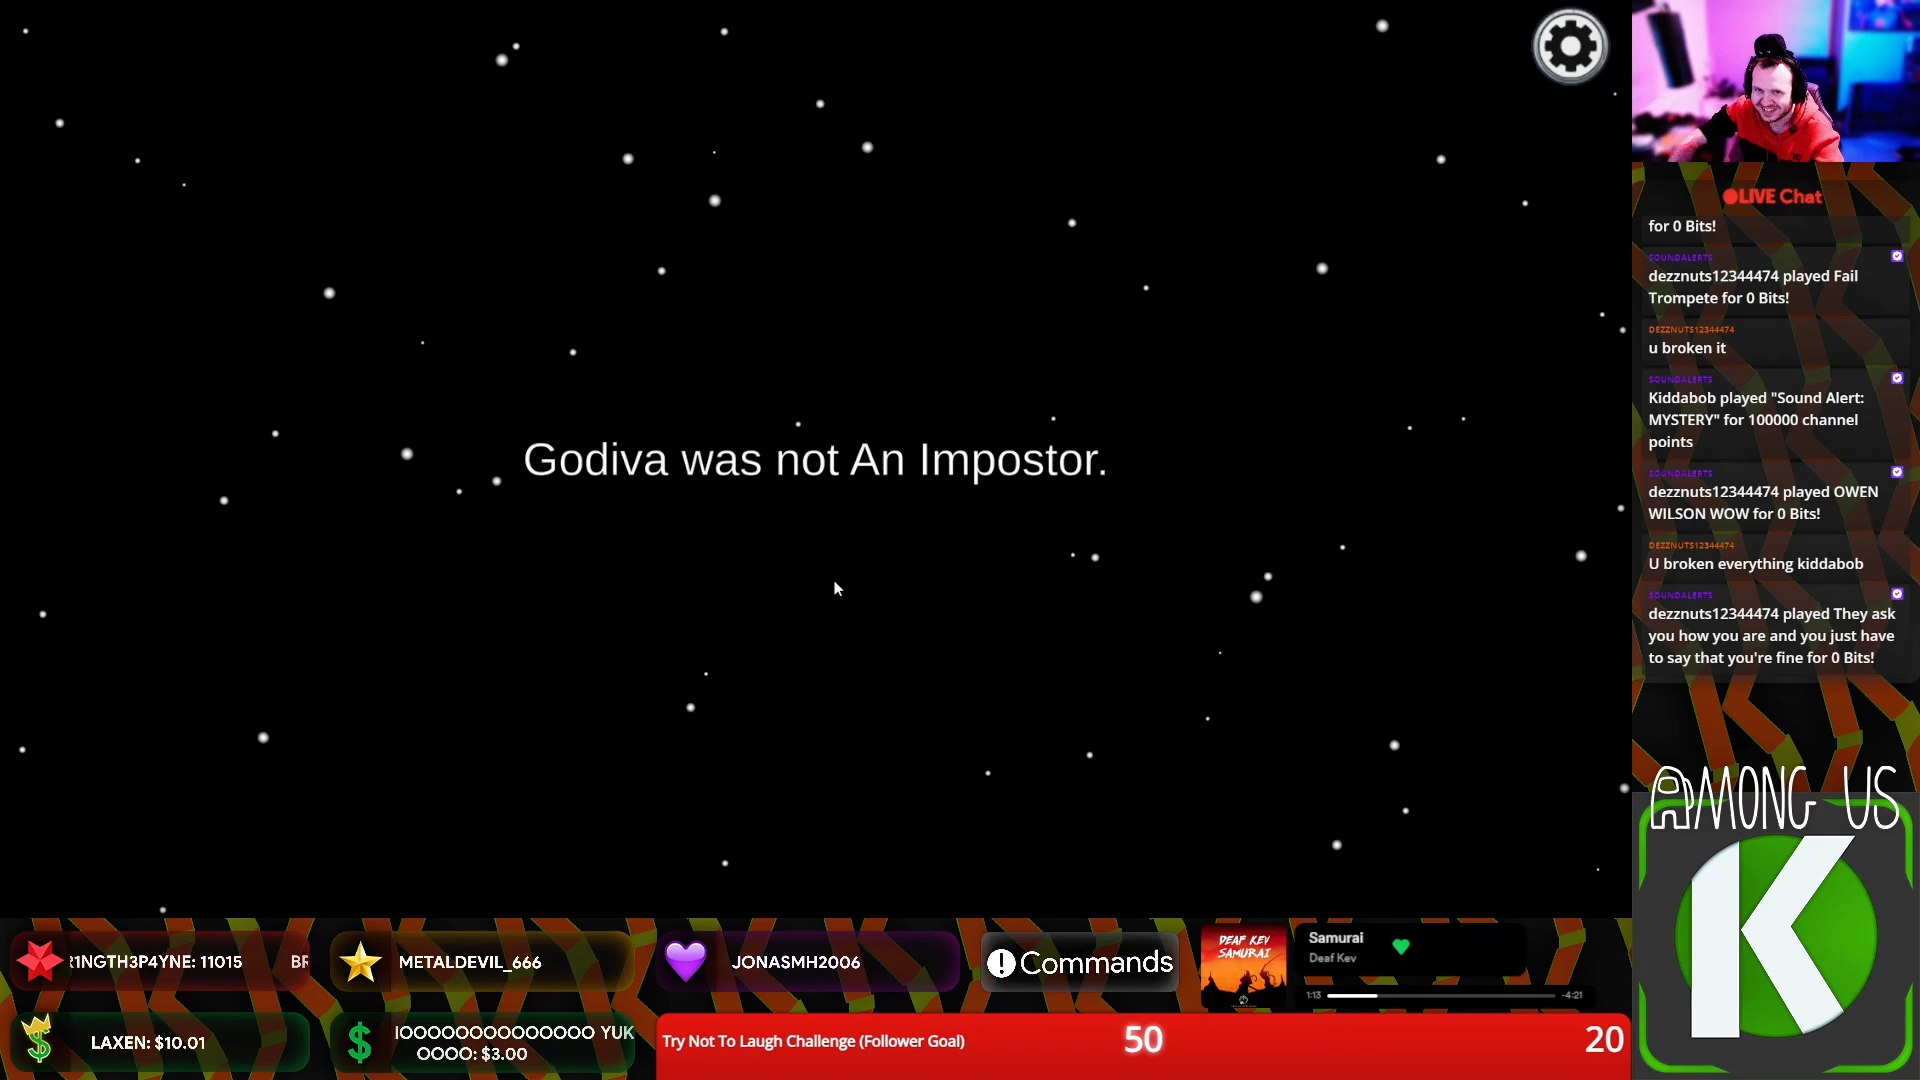 Godiva was not An Impostor.
LIVE Chat
for 0 Bits!
SOUNDALERTS
dezznuts12344474 played Fail
Trompete for 0 Bits!
DEZZNUTS12344474
u broken it
SOUNDALERTS
Kiddabob played "Sound Alert:
MYSTERY" for 100000 channel
points
SOUNDALERTS
dezznuts12344474 played OWEN
WILSON WOW for 0 Bits!
DEZZNUTS12344474
U broken everything kiddabob
SOUNDALERTS
dezznuts12344474 played They ask
you how you are and you just have
to say that you're fine for 0 Bits!
AMONG US
K
R1NGTH3P4YNE: 11015
BR
METALDEVIL_666
JONASMH2006
! Commands
DEAF KEV
SAMURAI
Samurai
Deaf Kev
1:13
-4:21
LAXEN: $10.01
IOOOOOOOOOOOOOO YUK
OOOO: $3.00
Try Not To Laugh Challenge (Follower Goal)
50
20